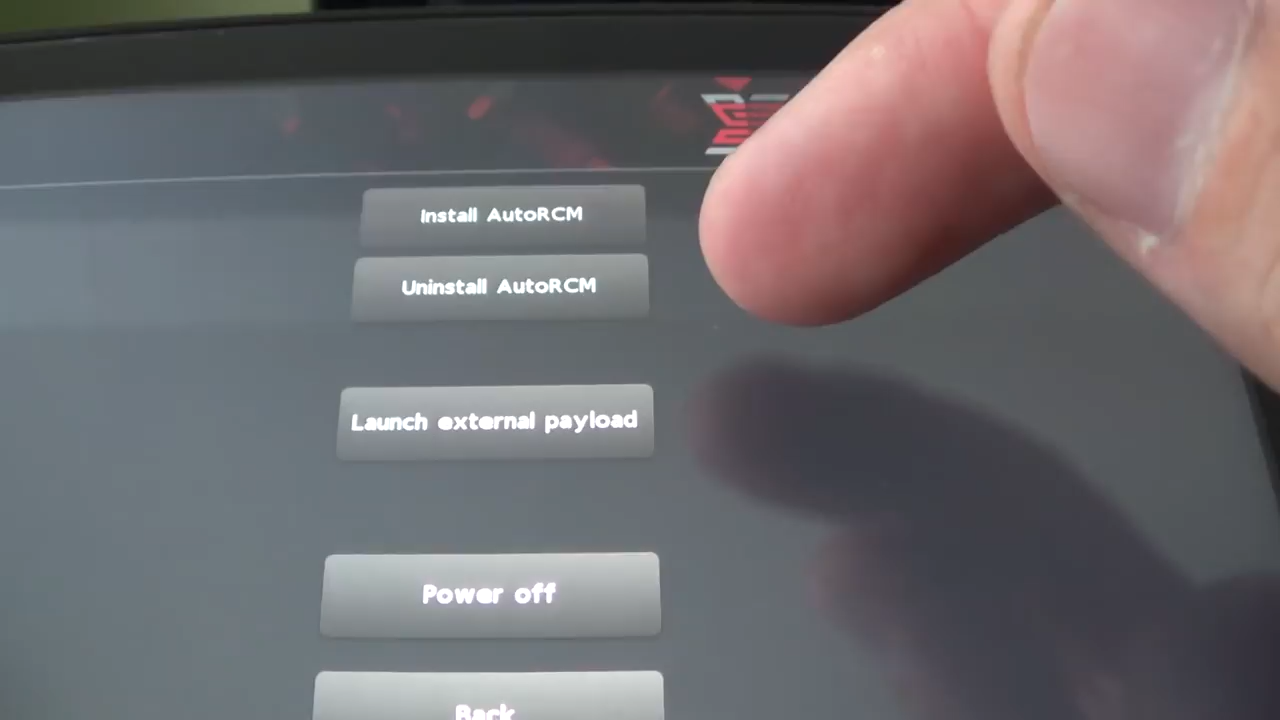 Install AutoRCM
Uninstall AutoRCM
Launch external payload
Power off
Back